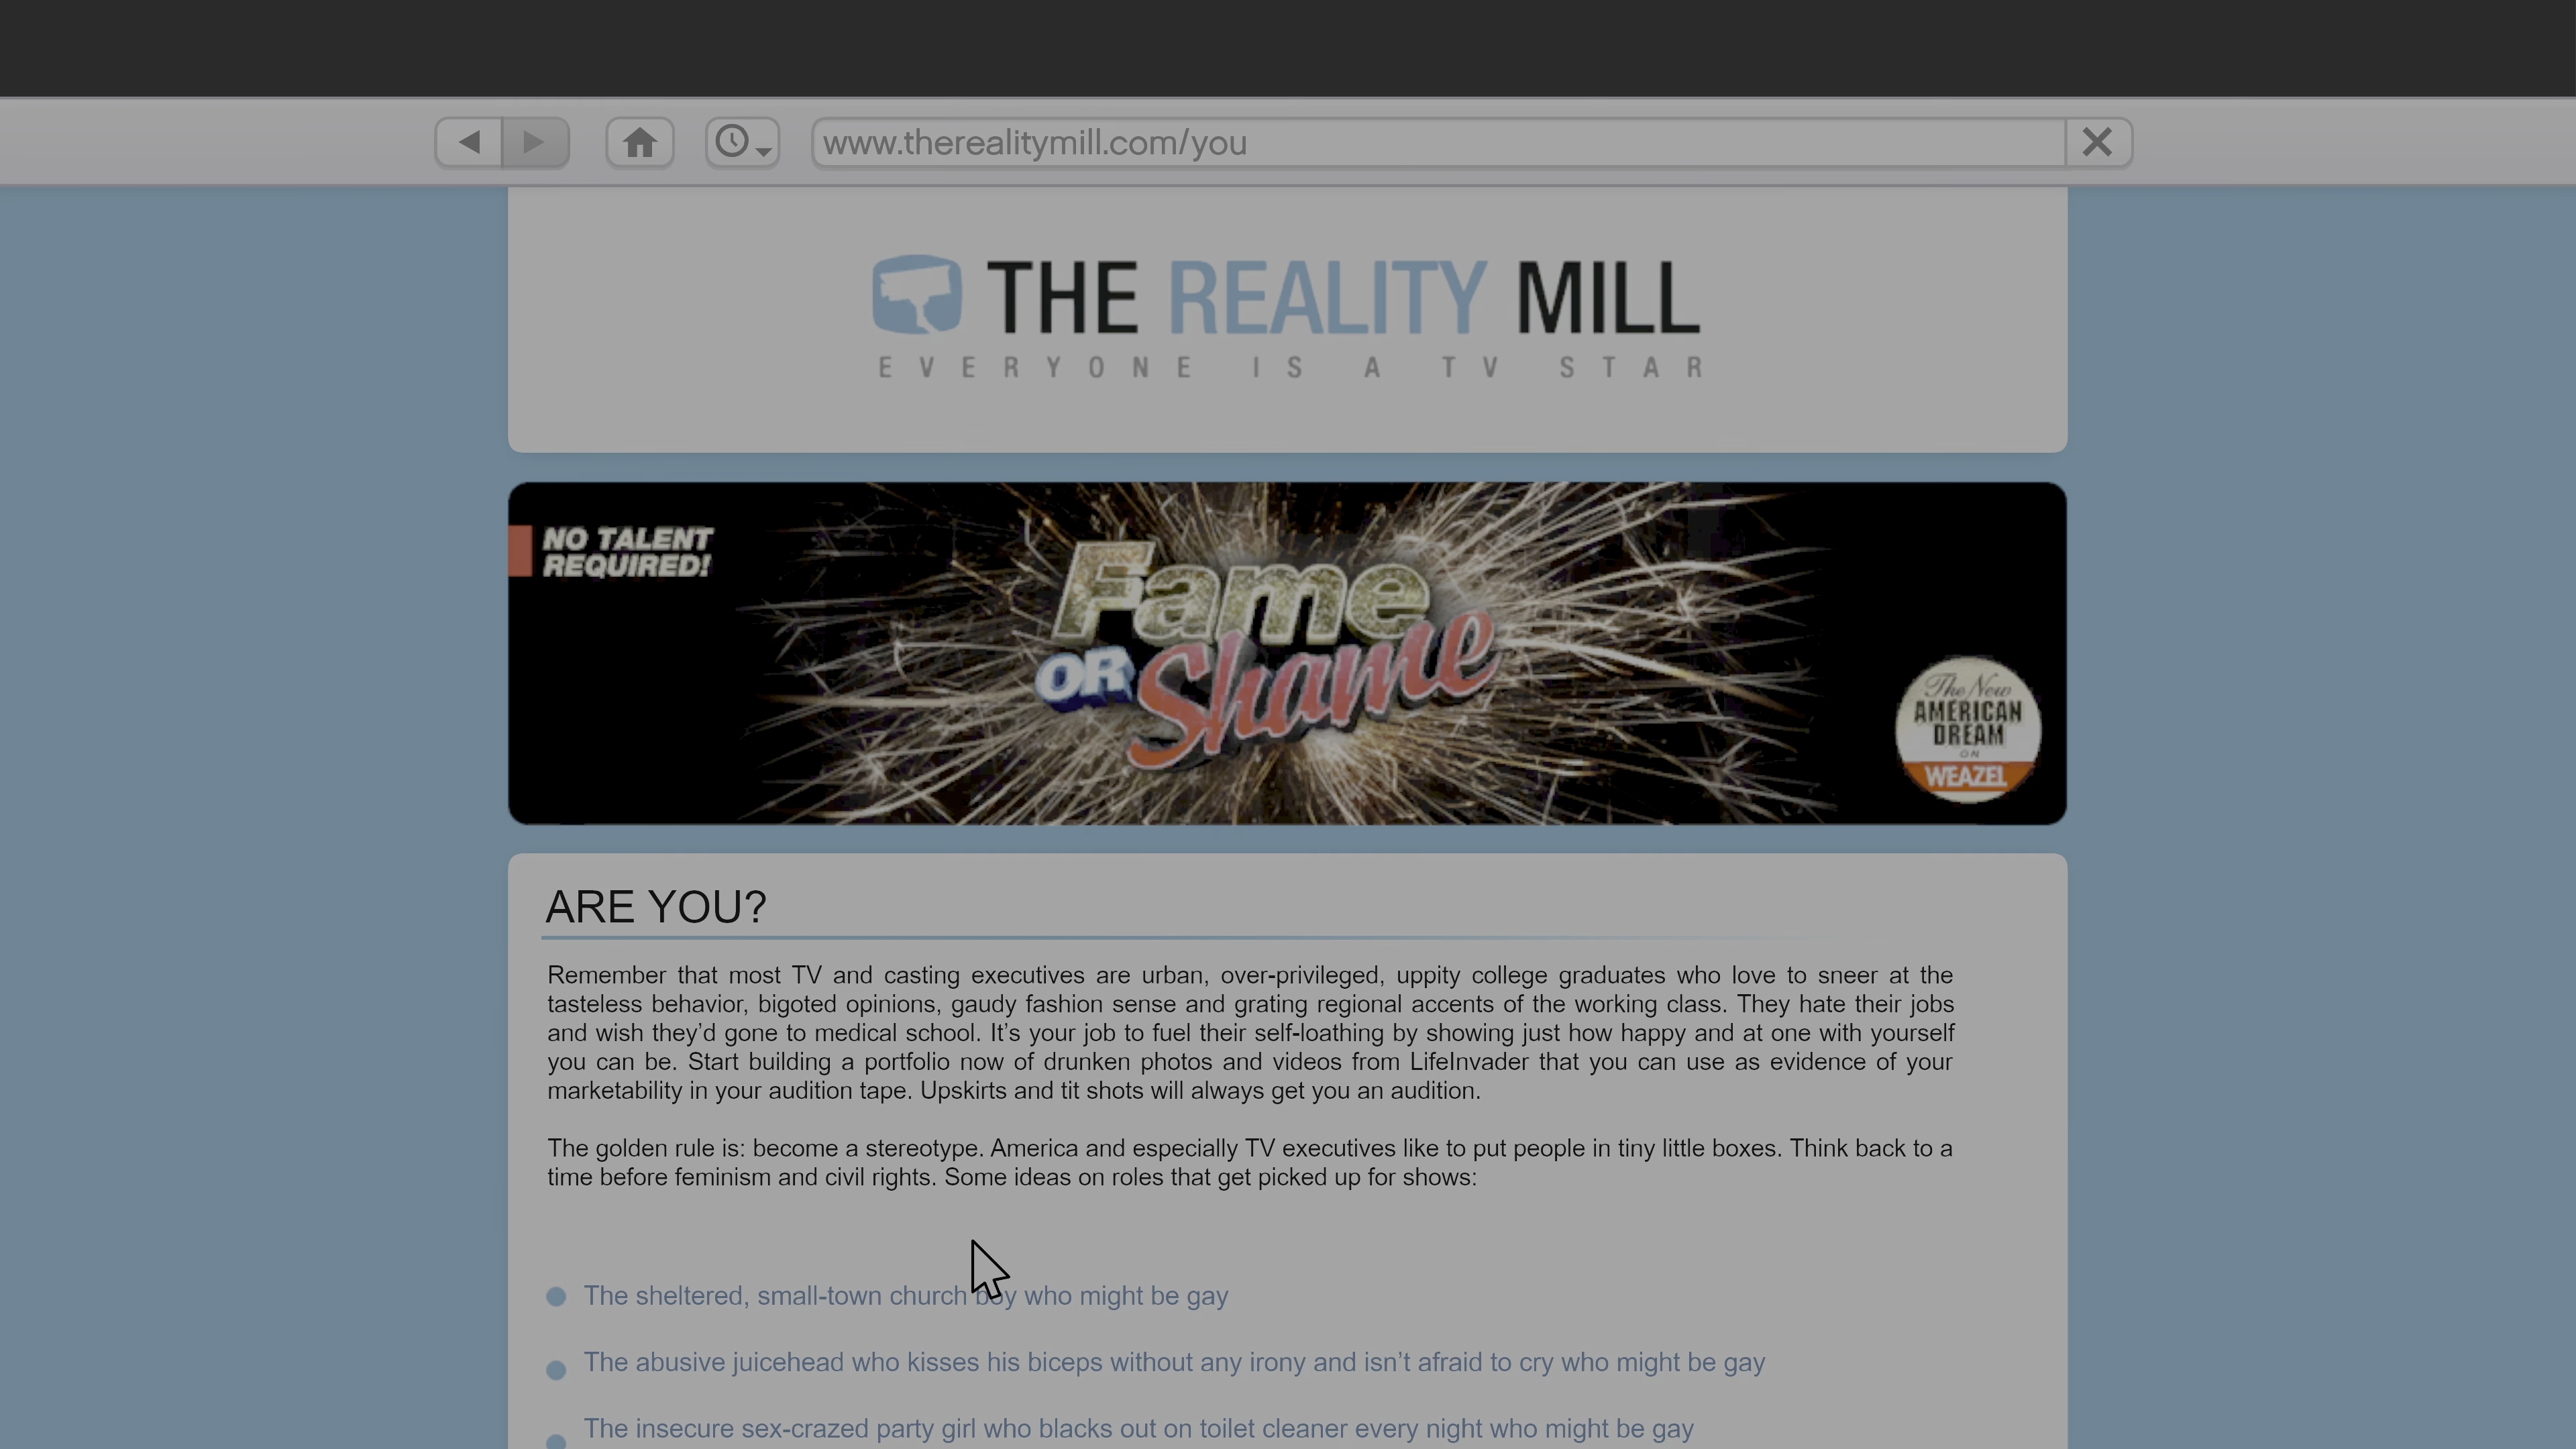 www.therealitymill.com/you
THE REALITY MILL
EVERYONE IS A TV STAR
NO TALENT
REQUIRED!
Fame
OR Shame
The New
AMERICAN
DREAM
ON
WEAZEL
ARE YOU?
Remember that most TV and casting executives are urban, over-privileged, uppity college graduates who love to sneer at the
tasteless behavior, bigoted opinions, gaudy fashion sense and grating regional accents of the working class. They hate their jobs
and wish they’d gone to medical school. It’s your job to fuel their self-loathing by showing just how happy and at one with yourself
you can be. Start building a portfolio now of drunken photos and videos from LifeInvader that you can use as evidence of your
marketability in your audition tape. Upskirts and tit shots will always get you an audition.
The golden rule is: become a stereotype. America and especially TV executives like to put people in tiny little boxes. Think back to a
time before feminism and civil rights. Some ideas on roles that get picked up for shows:
The sheltered, small-town church boy who might be gay
The abusive juicehead who kisses his biceps without any irony and isn’t afraid to cry who might be gay
The insecure sex-crazed party girl who blacks out on toilet cleaner every night who might be gay